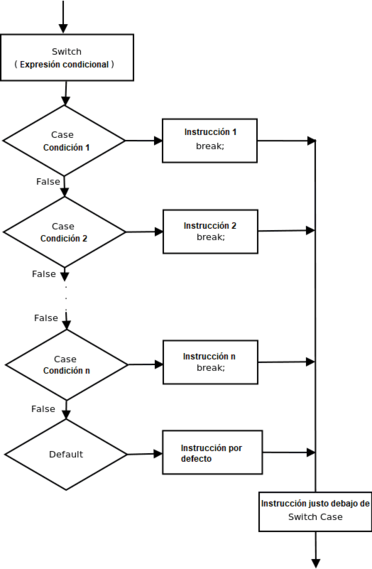 Switch
( Expresión condicional )
Case
Condición 1
Instrucción 1
break;
False
Case
Condición 2
Instrucción 2
break;
False
.
.
False
Case
Condición n
Instrucción n
break;
False
Default
Instrucción por
defecto
Instrucción justo debajo de
Switch Case